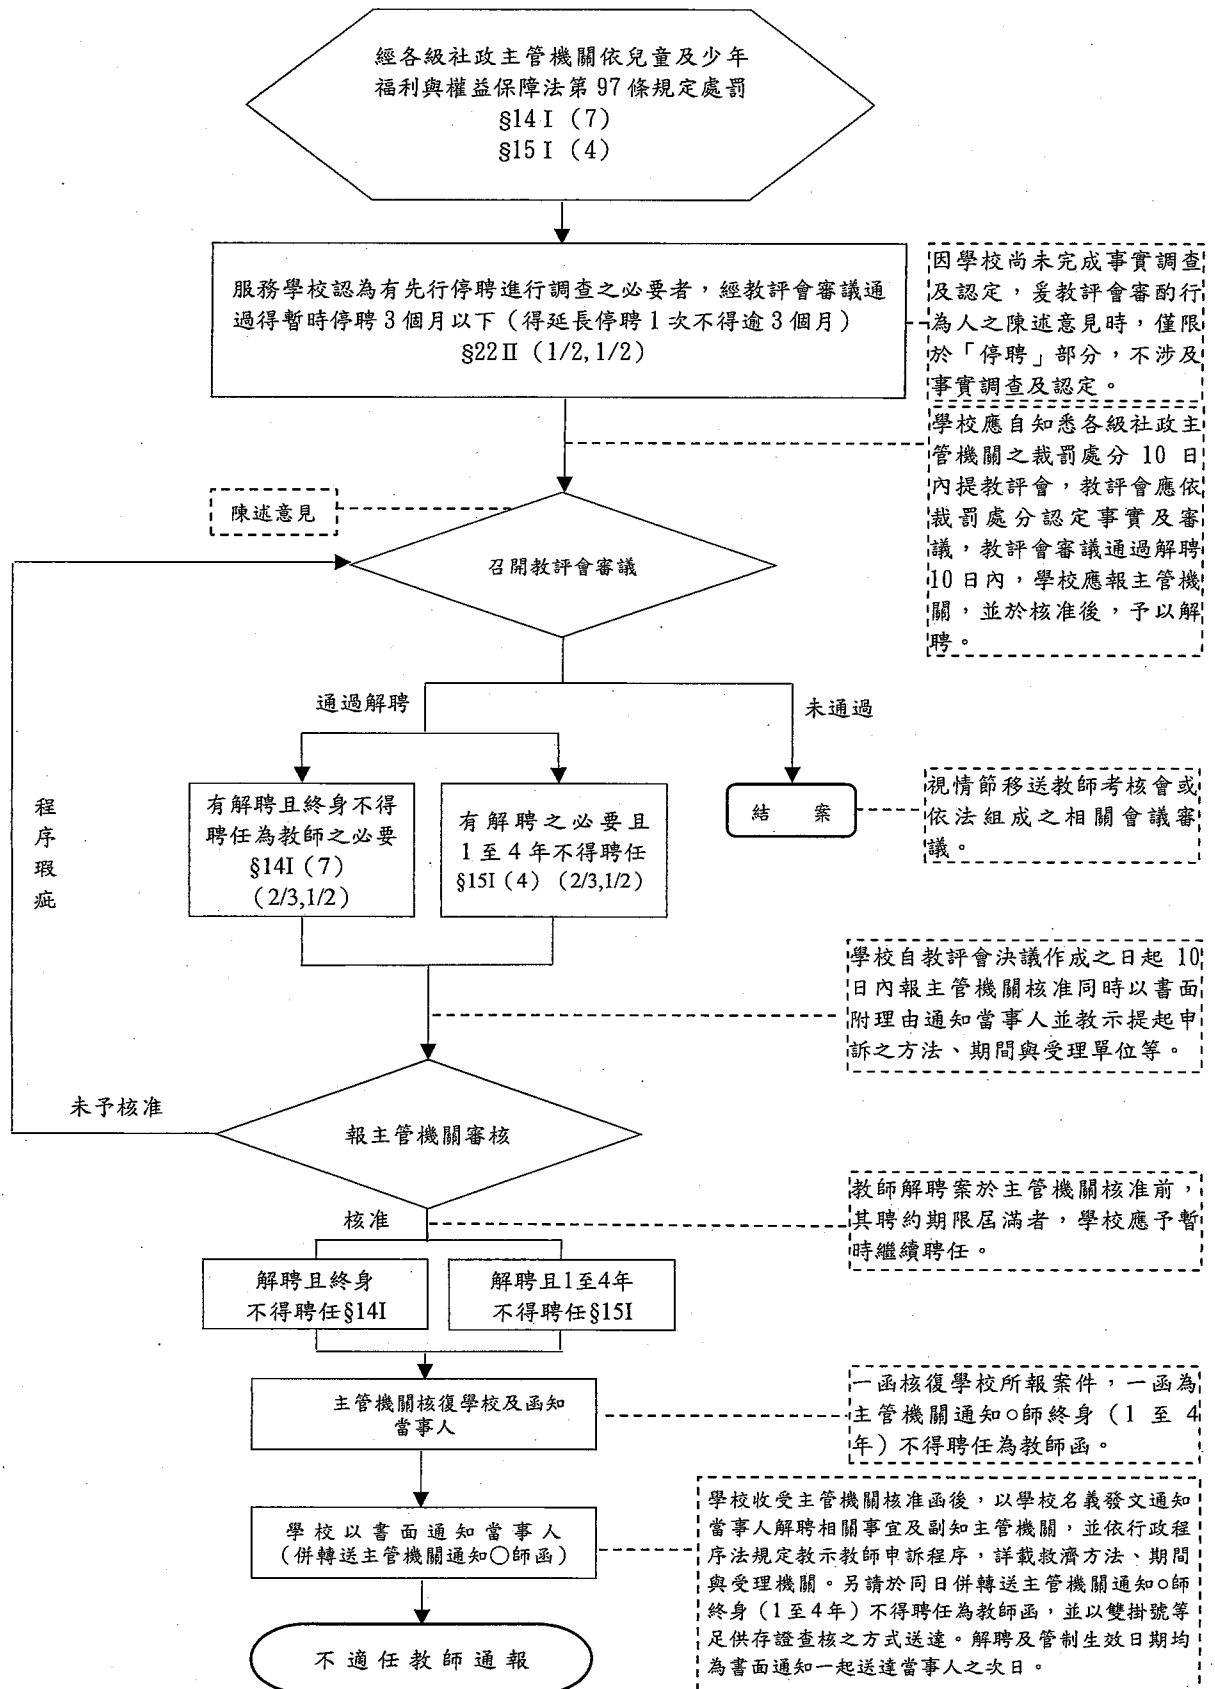 經各級社政主管機關依兒童及少年
福利與權益保障法第 97 條規定處罰
§14 I (7)
§15 I (4)
服務學校認為有先行停聘進行調查之必要者，經教評會審議通
過得暫時停聘 3 個月以下（得延長停聘 1 次不得逾 3 個月）
§22 II (1/2, 1/2)
因學校尚未完成事實調查
及認定，爰教評會審酌行
為人之陳述意見時，僅限
於「停聘」部分，不涉及
事實調查及認定。
學校應自知悉各級社政主
管機關之裁罰處分 10 日
內提教評會，教評會應依
裁罰處分認定事實及審
議，教評會審議通過解聘
10 日內，學校應報主管機
關，並於核准後，予以解
聘。
陳述意見
召開教評會審議
通過解聘
未通過
程
序
瑕
疵
有解聘且終身不得
聘任為教師之必要
§14I (7)
(2/3,1/2)
有解聘之必要且
1 至 4 年不得聘任
§15I (4) (2/3,1/2)
結 案
視情節移送教師考核會或
依法組成之相關會議審
議。
學校自教評會決議作成之日起 10
日內報主管機關核准同時以書面
附理由通知當事人並教示提起申
訴之方法、期間與受理單位等。
未予核准
報主管機關審核
核准
教師解聘案於主管機關核准前，
其聘約期限屆滿者，學校應予暫
時繼續聘任。
解聘且終身
不得聘任§14I
解聘且1至4年
不得聘任§15I
主管機關核復學校及函知
當事人
一函核復學校所報案件，一函為
主管機關通知○師終身（1 至 4
年）不得聘任為教師函。
學校以書面通知當事人
（併轉送主管機關通知○師函）
學校收受主管機關核准函後，以學校名義發文通知
當事人解聘相關事宜及副知主管機關，並依行政程
序法規定教示教師申訴程序，詳載救濟方法、期間
與受理機關。另請於同日併轉送主管機關通知○師
終身（1至4年）不得聘任為教師函，並以雙掛號等
足供存證查核之方式送達。解聘及管制生效日期均
為書面通知一起送達當事人之次日。
不適任教師通報